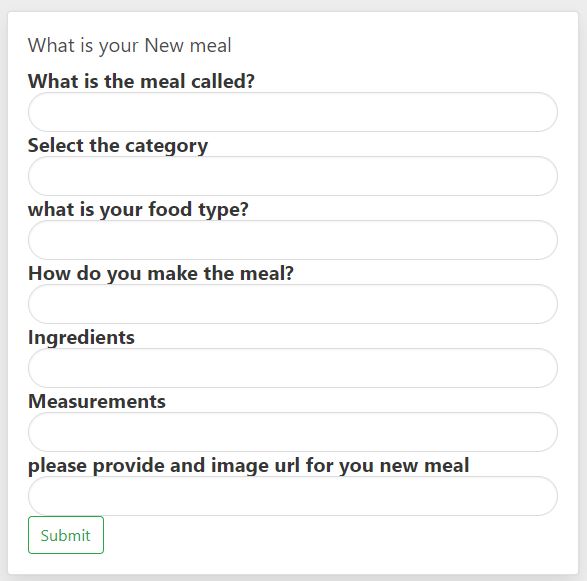 What is your New meal
What is the meal called?
Select the category
what is your food type?
How do you make the meal?
Ingredients
Measurements
please provide and image url for you new meal
Submit